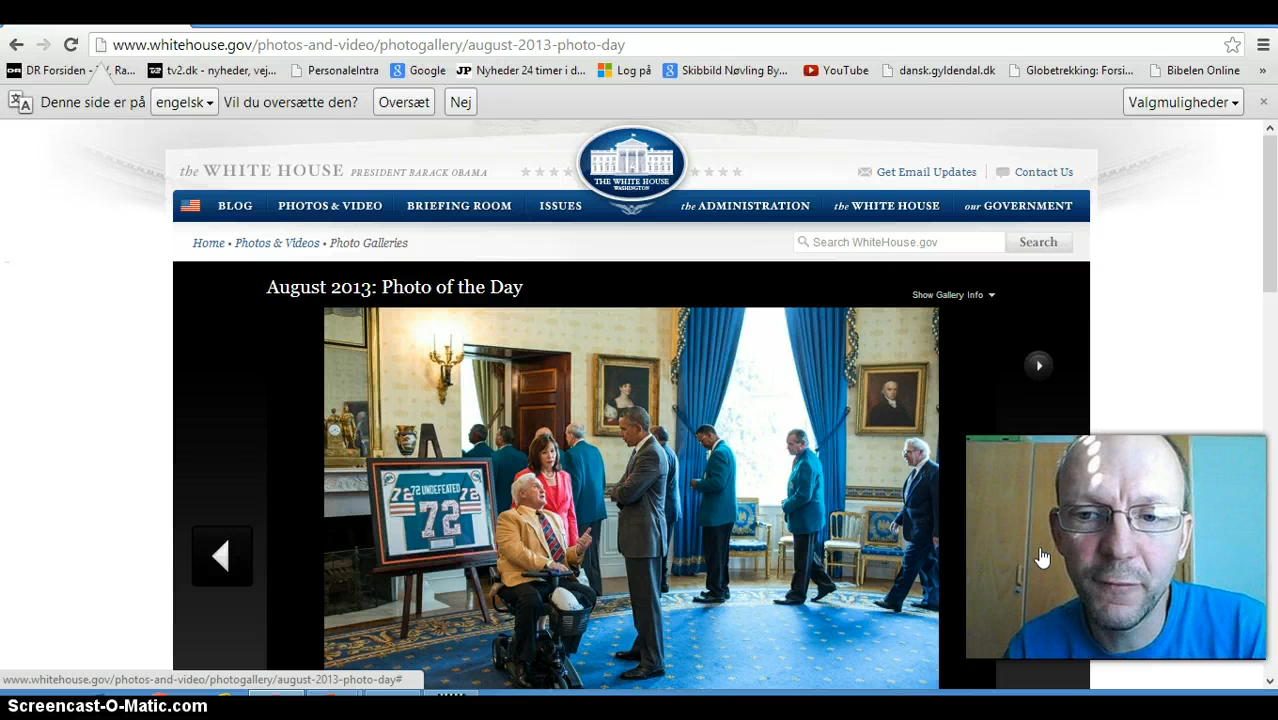 www.whitehouse.gov/photos-and-video/photogallery/august-2013-photo-day
DR Forsiden - , Ra... tv2.dk - nyheder, vej... PersonaleIntra Google JP Nyheder 24 timer i d... Log på Skibbild Nøvling By... YouTube dansk.gyldendal.dk Globetrekking: Forsi... Bibelen Online »
Denne side er på engelsk Vil du oversætte den? Oversæt Nej Valgmuligheder
the WHITE HOUSE PRESIDENT BARACK OBAMA
THE WHITE HOUSE
WASHINGTON
Get Email Updates Contact Us
BLOG PHOTOS & VIDEO BRIEFING ROOM ISSUES the ADMINISTRATION the WHITE HOUSE our GOVERNMENT
Home • Photos & Videos • Photo Galleries Search WhiteHouse.gov Search
August 2013: Photo of the Day
Show Gallery Info
72 UNDEFEATED 72
72
www.whitehouse.gov/photos-and-video/photogallery/august-2013-photo-day#
Screencast-O-Matic.com